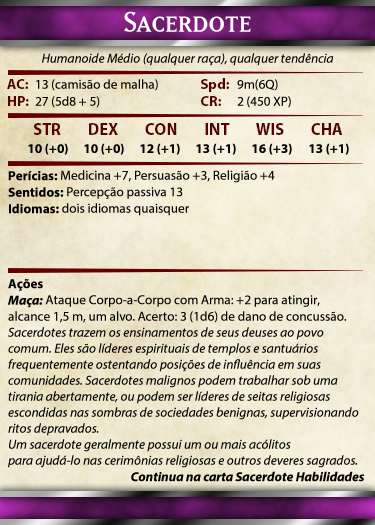 Sacerdote
Humanoide Médio (qualquer raça), qualquer tendência
AC: 13 (camisão de malha) Spd: 9m(6Q)
HP: 27 (5d8 + 5) CR: 2 (450 XP)
STR DEX CON INT WIS CHA
10 (+0) 10 (+0) 12 (+1) 13 (+1) 16 (+3) 13 (+1)
Perícias: Medicina +7, Persuasão +3, Religião +4
Sentidos: Percepção passiva 13
Idiomas: dois idiomas quaisquer
Ações
Maça: Ataque Corpo-a-Corpo com Arma: +2 para atingir,
alcance 1,5 m, um alvo. Acerto: 3 (1d6) de dano de concussão.
Sacerdotes trazem os ensinamentos de seus deuses ao povo
comum. Eles são líderes espirituais de templos e santuários
frequentemente ostentando posições de influência em suas
comunidades. Sacerdotes malignos podem trabalhar sob uma
tirania abertamente, ou podem ser líderes de seitas religiosas
escondidas nas sombras de sociedades benignas, supervisionando
ritos depravados.
Um sacerdote geralmente possui um ou mais acólitos
para ajudá-lo nas cerimônias religiosas e outros deveres sagrados.
Continua na carta Sacerdote Habilidades